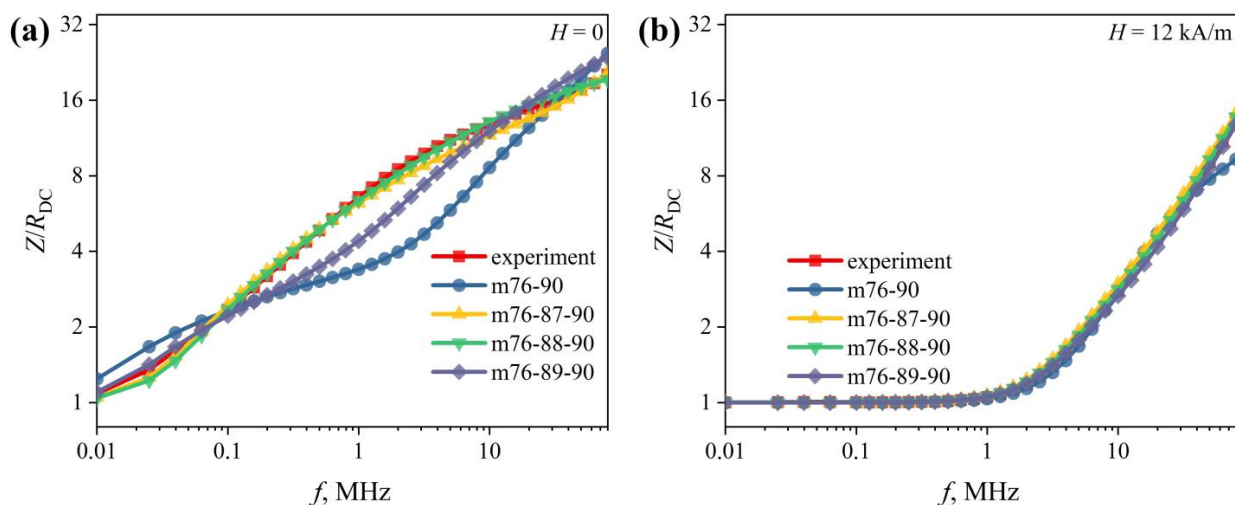 (a)
H = 0
Z/R_DC
32
16
8
4
2
1
experiment
m76-90
m76-87-90
m76-88-90
m76-89-90
0.01
0.1
1
10
f, MHz
(b)
H = 12 kA/m
Z/R_DC
32
16
8
4
2
1
experiment
m76-90
m76-87-90
m76-88-90
m76-89-90
0.01
0.1
1
10
f, MHz